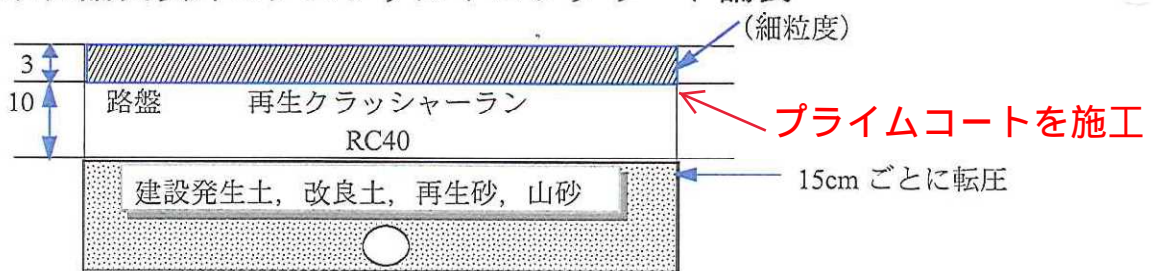 (細粒度)
3
10
路盤 再生クラッシャーラン
RC40
プライムコートを施工
15cm ごとに転圧
建設発生土，改良土，再生砂，山砂